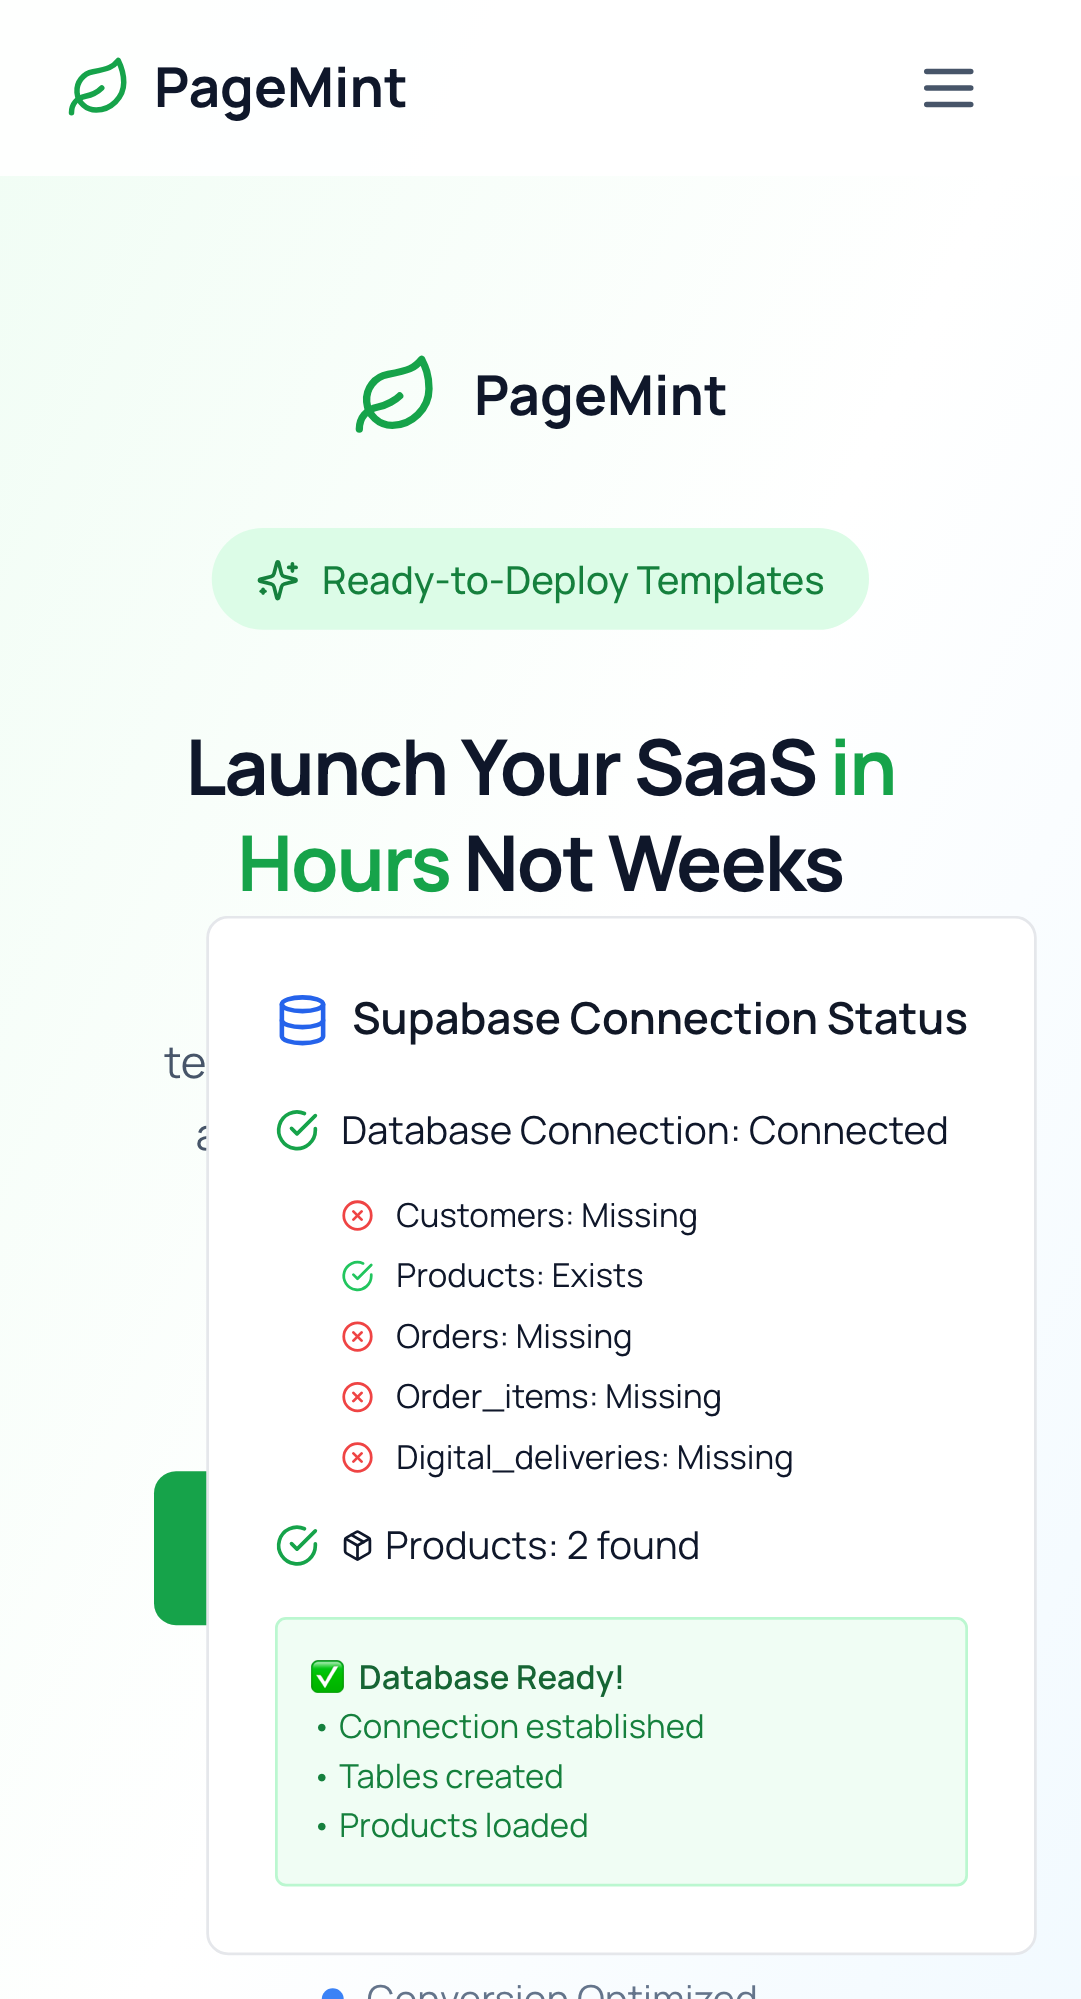 PageMint
PageMint
Ready-to-Deploy Templates
Launch Your SaaS in
Hours Not Weeks
Supabase Connection Status
Database Connection: Connected
Customers: Missing
Products: Exists
Orders: Missing
Order_items: Missing
Digital_deliveries: Missing
Products: 2 found
✅ Database Ready!
• Connection established
• Tables created
• Products loaded
Conversion Optimized